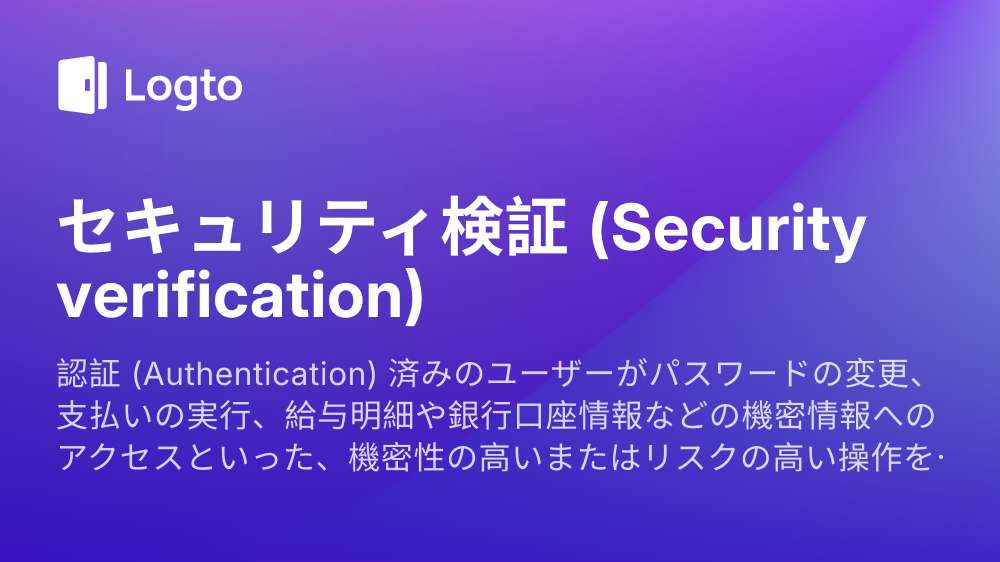 Logto
セキュリティ検証 (Security
verification)
認証 (Authentication) 済みのユーザーがパスワードの変更、
支払いの実行、給与明細や銀行口座情報などの機密情報への
アクセスといった、機密性の高いまたはリスクの高い操作を·